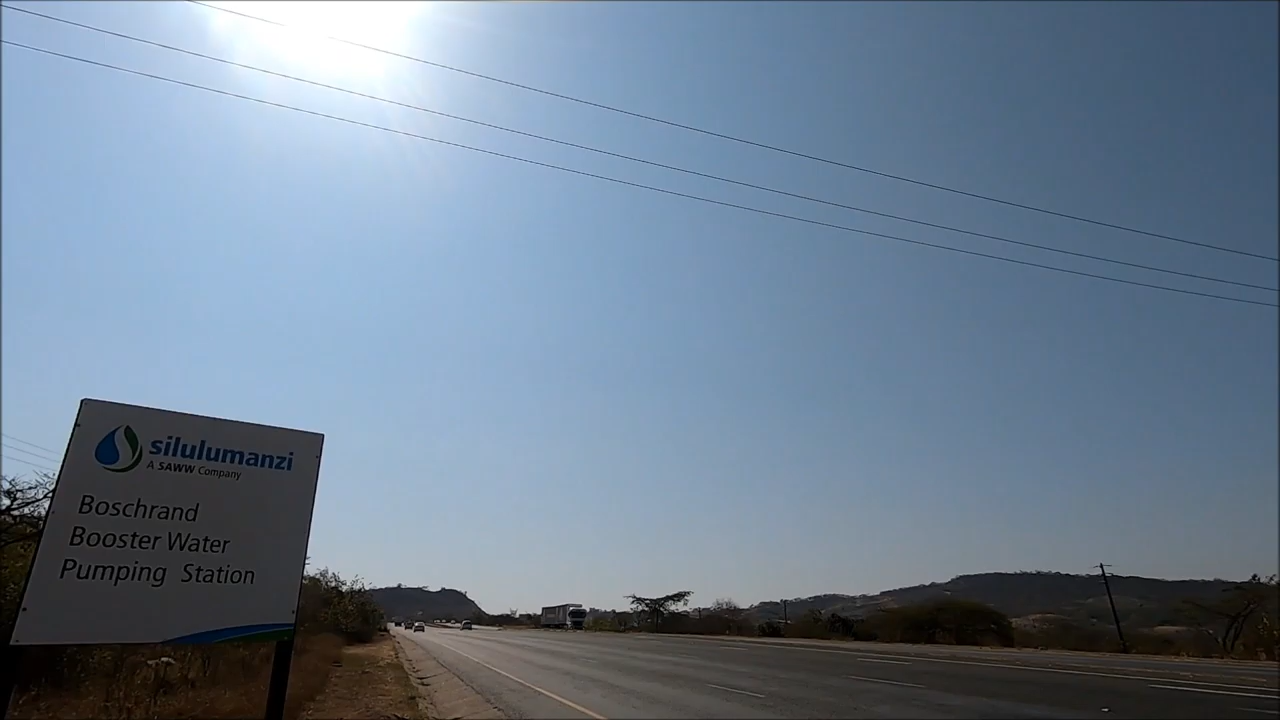 silulumanzi
A SAWW Company
Boschrand
Booster Water
Pumping Station